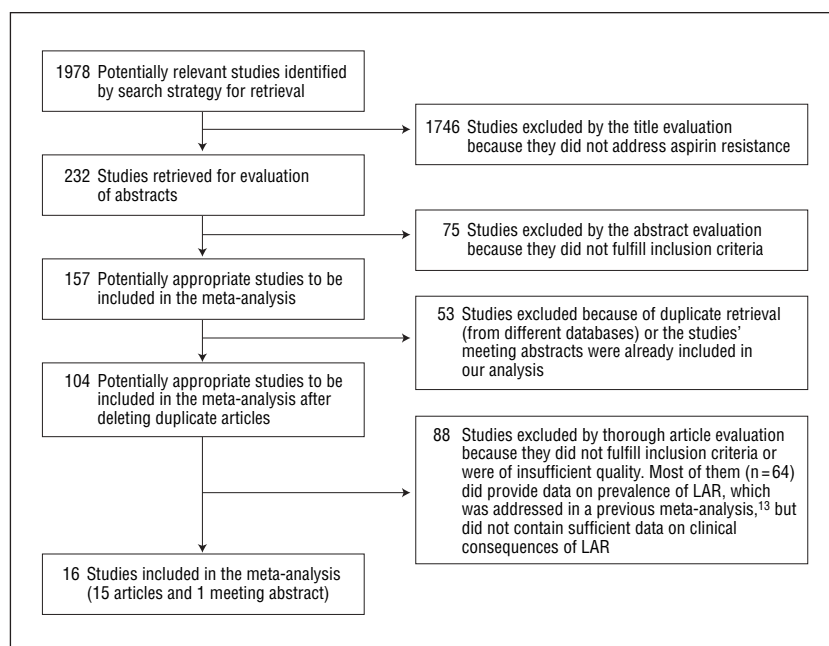 1978 Potentially relevant studies identified
by search strategy for retrieval
1746 Studies excluded by the title evaluation
because they did not address aspirin resistance
232 Studies retrieved for evaluation
of abstracts
75 Studies excluded by the abstract evaluation
because they did not fulfill inclusion criteria
157 Potentially appropriate studies to be
included in the meta-analysis
53 Studies excluded because of duplicate retrieval
(from different databases) or the studies’
meeting abstracts were already included in
our analysis
104 Potentially appropriate studies to be
included in the meta-analysis after
deleting duplicate articles
88 Studies excluded by thorough article evaluation
because they did not fulfill inclusion criteria or
were of insufficient quality. Most of them (n=64)
did provide data on prevalence of LAR, which
was addressed in a previous meta-analysis,13 but
did not contain sufficient data on clinical
consequences of LAR
16 Studies included in the meta-analysis
(15 articles and 1 meeting abstract)